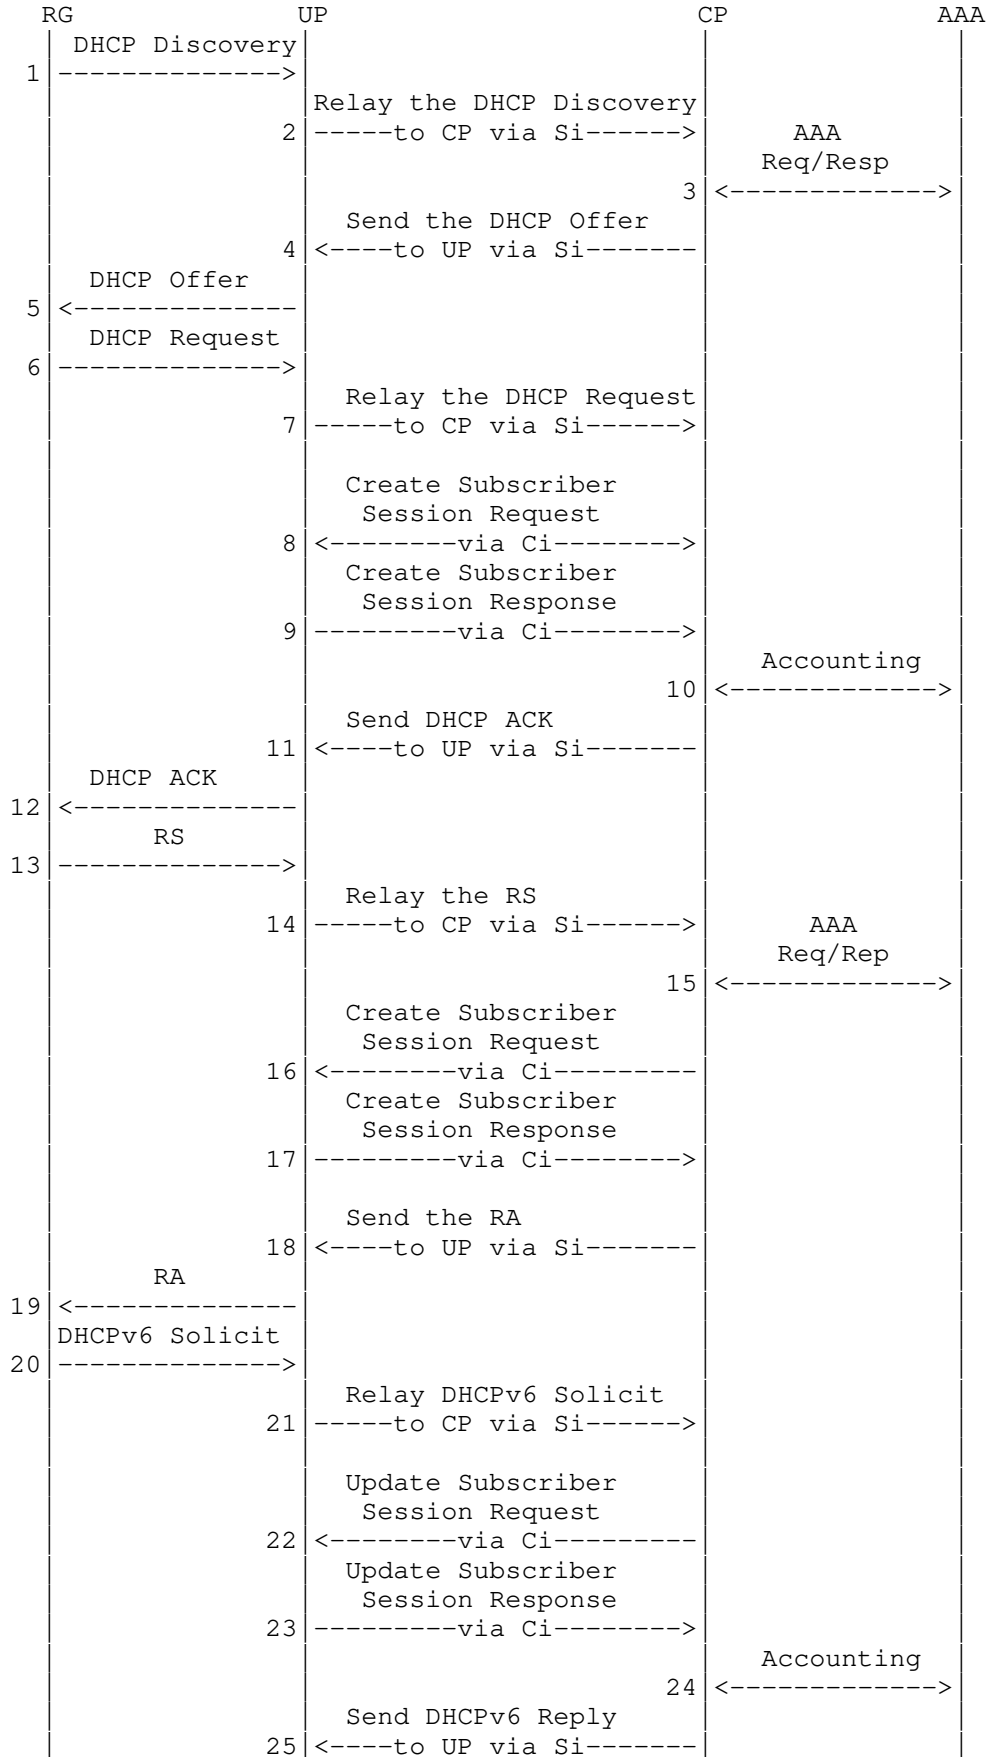 RG UP CP AAA
DHCP Discovery
1 -------------->
Relay the DHCP Discovery
2 -----to CP via Si------> AAA
Req/Resp
3 <------------->
Send the DHCP Offer
4 <----to UP via Si-------
DHCP Offer
5 <--------------
DHCP Request
6 -------------->
Relay the DHCP Request
7 -----to CP via Si------>
Create Subscriber
Session Request
8 <--------via Ci-------->
Create Subscriber
Session Response
9 ---------via Ci-------->
Accounting
10 <------------->
Send DHCP ACK
11 <----to UP via Si-------
DHCP ACK
12 <--------------
RS
13 -------------->
Relay the RS
14 -----to CP via Si------> AAA
Req/Rep
15 <------------->
Create Subscriber
Session Request
16 <--------via Ci---------
Create Subscriber
Session Response
17 ---------via Ci-------->
Send the RA
18 <----to UP via Si-------
RA
19 <--------------
DHCPv6 Solicit
20 -------------->
Relay DHCPv6 Solicit
21 -----to CP via Si------>
Update Subscriber
Session Request
22 <--------via Ci---------
Update Subscriber
Session Response
23 ---------via Ci-------->
Accounting
24 <------------->
Send DHCPv6 Reply
25 <----to UP via Si-------